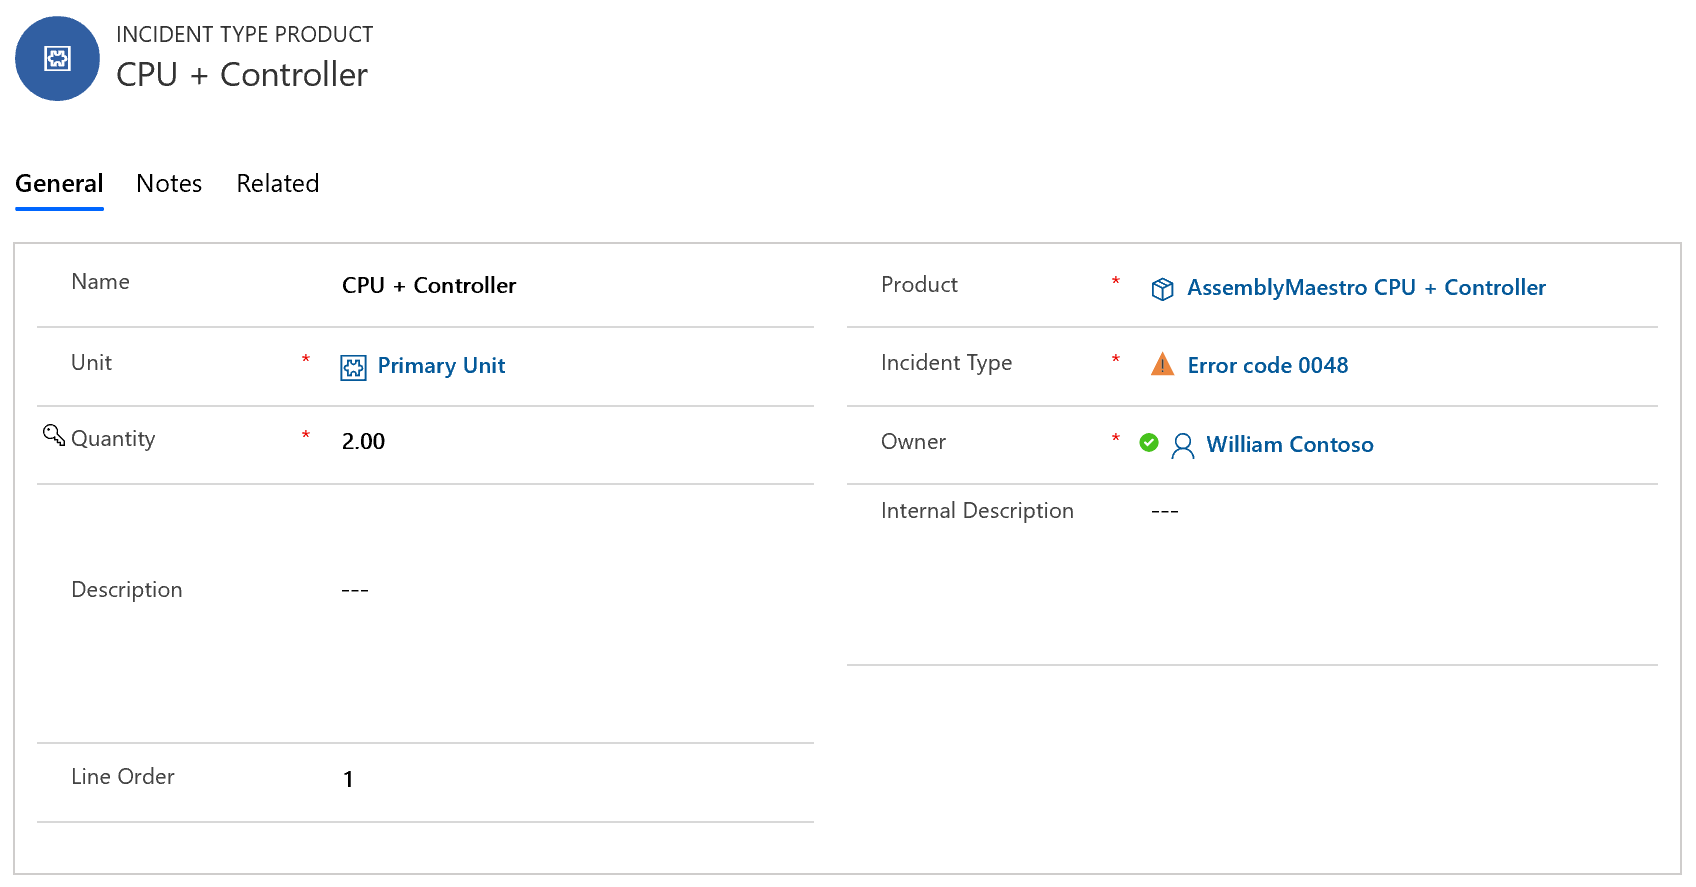 INCIDENT TYPE PRODUCT
CPU + Controller
General Notes Related
Name CPU + Controller
Product * AssemblyMaestro CPU + Controller
Unit * Primary Unit
Incident Type * Error code 0048
Quantity * 2.00
Owner * William Contoso
Internal Description ---
Description ---
Line Order 1